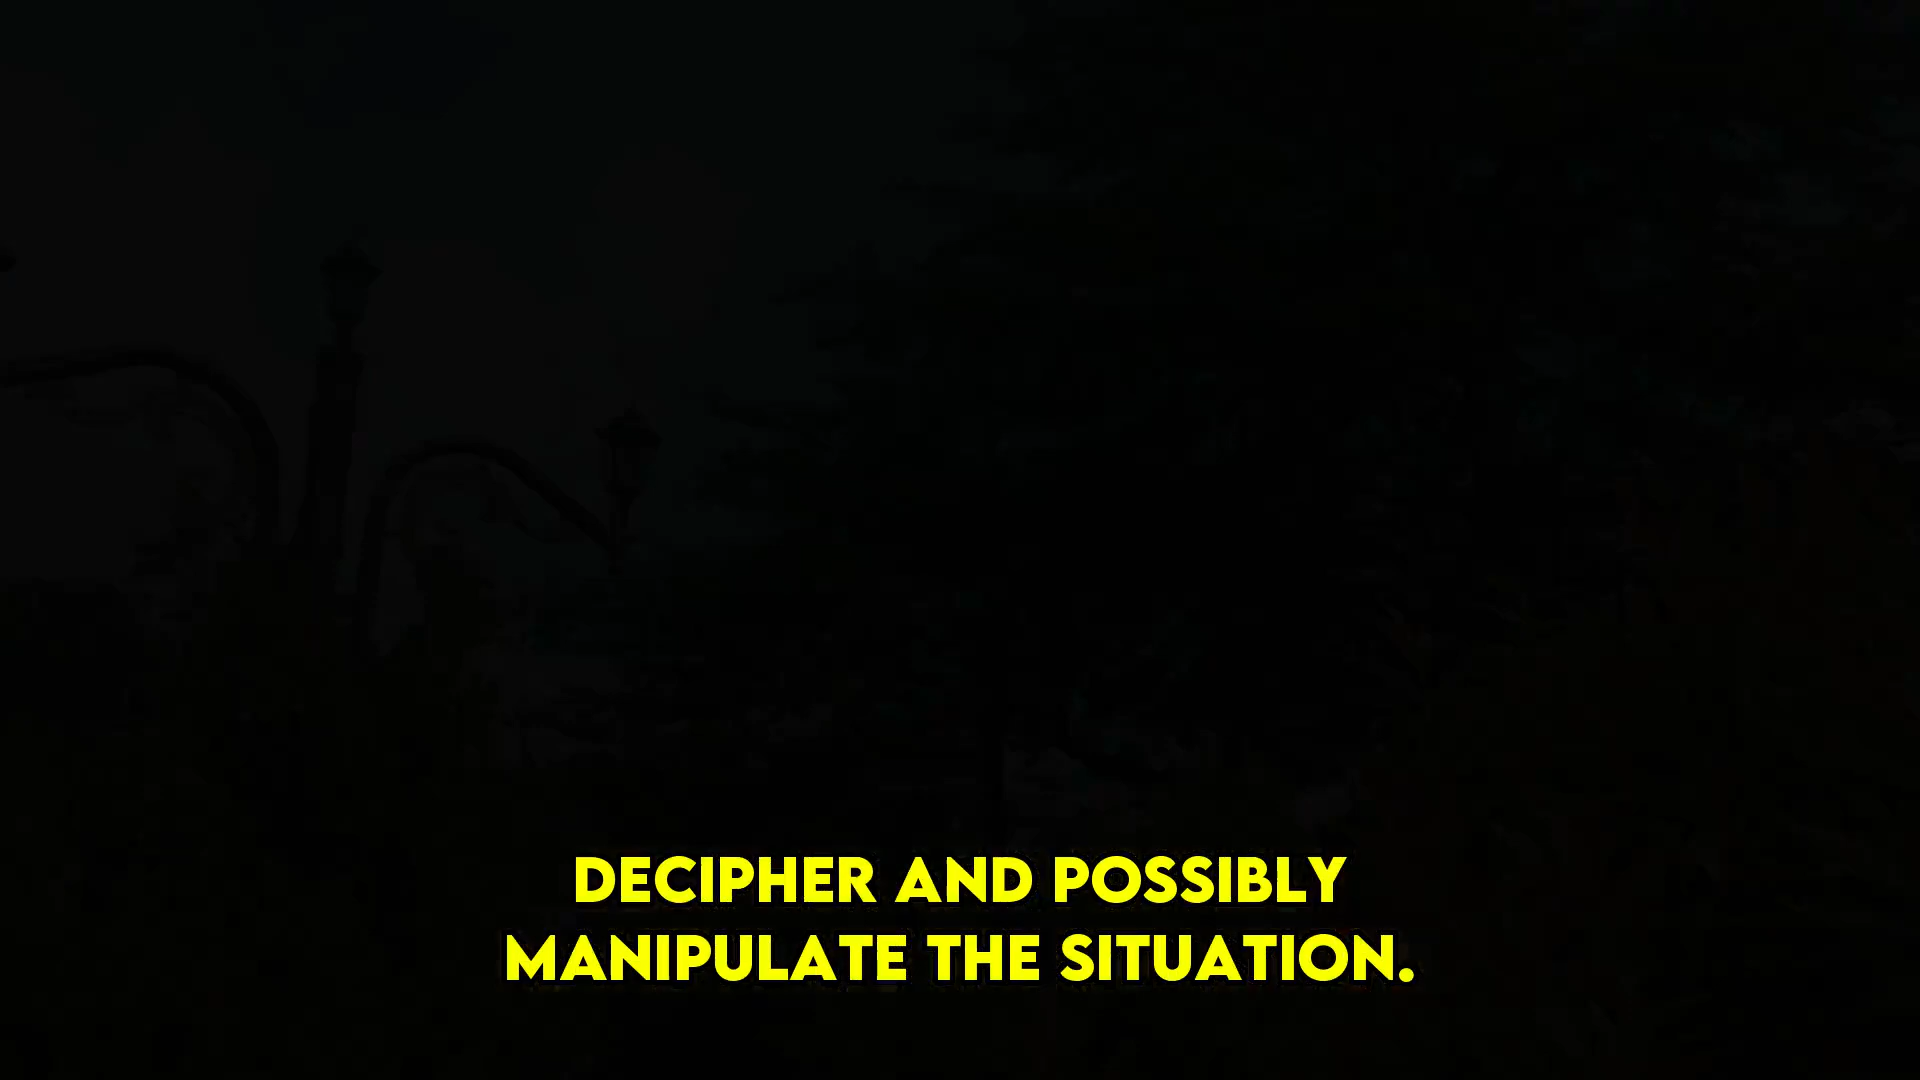 DECIPHER AND POSSIBLY
MANIPULATE THE SITUATION.